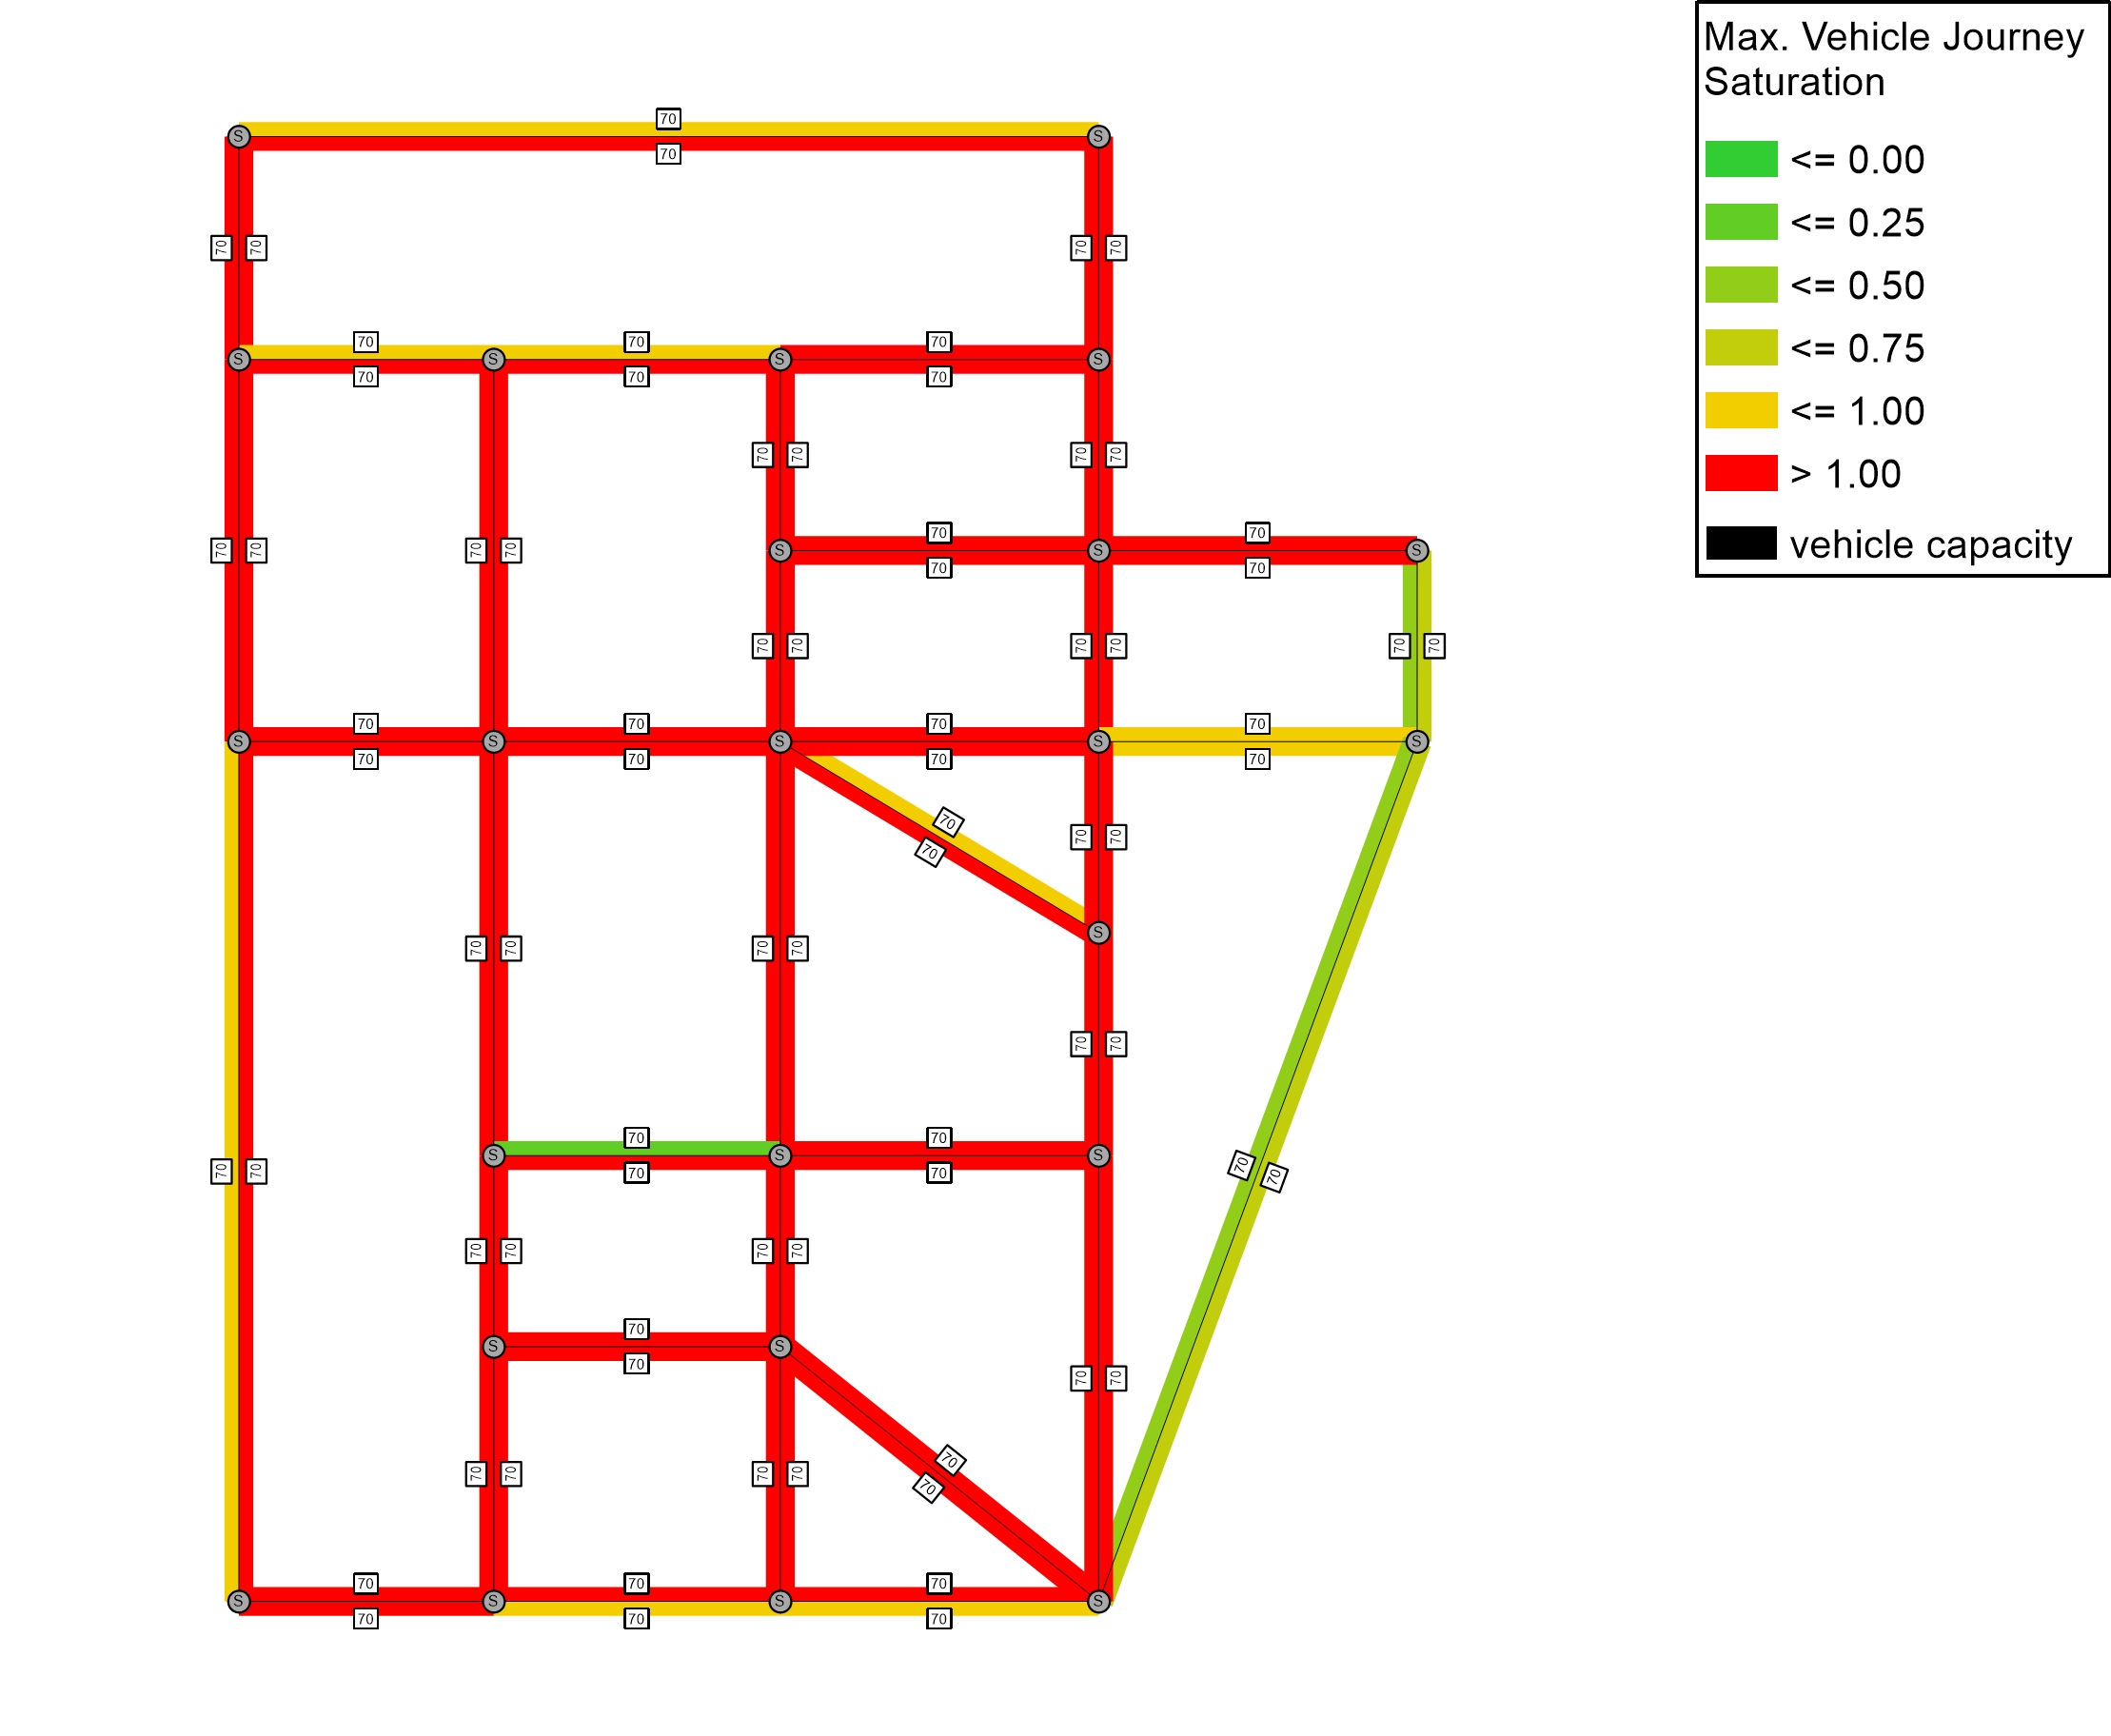 Max. Vehicle Journey
Saturation
<= 0.00
<= 0.25
<= 0.50
<= 0.75
<= 1.00
> 1.00
vehicle capacity
70
S S
70
70 70 70 70
70 70 70
S S S S
70 70 70
70 70 70 70
70 70
70 70 70 70 S S S
70 70
70 70 70 70 70 70
70 70 70 70
S S S S S
70 70 70 70
70
70 70
70
S
70 70 70 70
70 70
70 70
S S S
70 70 70 70 70 70
70 70 70 70
70
S S
70
70 70
70
70 70 70 70
70
70 70 70
S S S S
70 70 70